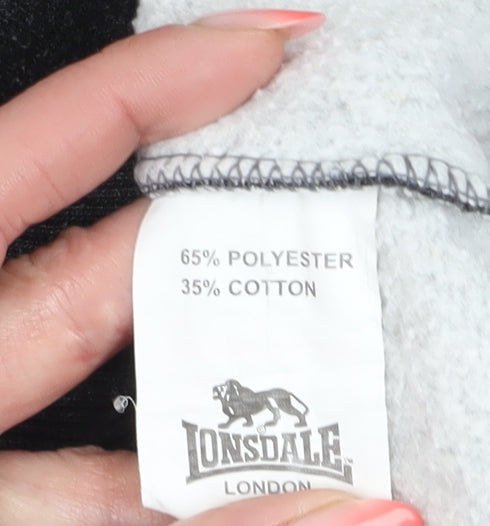 65% POLYESTER
35% COTTON
LONSDALE
LONDON